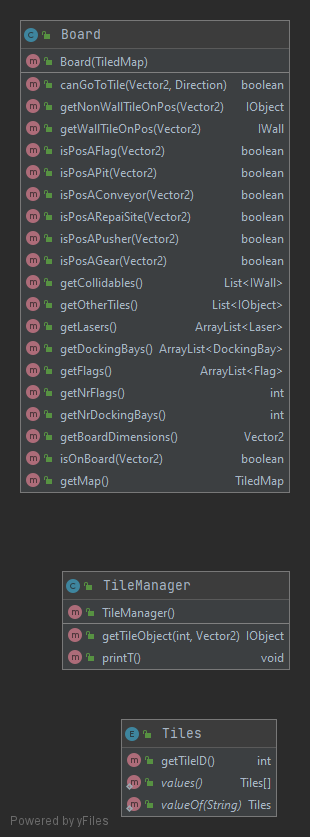 Board
Board(TiledMap)
canGoToTile(Vector2, Direction) boolean
getNonWallTileOnPos(Vector2) IObject
getWallTileOnPos(Vector2) IWall
isPosAFlag(Vector2) boolean
isPosAPit(Vector2) boolean
isPosAConveyor(Vector2) boolean
isPosARepaiSite(Vector2) boolean
isPosAPusher(Vector2) boolean
isPosAGear(Vector2) boolean
getCollidables() List<IWall>
getOtherTiles() List<IObject>
getLasers() ArrayList<Laser>
getDockingBays() ArrayList<DockingBay>
getFlags() ArrayList<Flag>
getNrFlags() int
getNrDockingBays() int
getBoardDimensions() Vector2
isOnBoard(Vector2) boolean
getMap() TiledMap
TileManager
TileManager()
getTileObject(int, Vector2) IObject
printT() void
Tiles
getTileID() int
values() Tiles[]
valueOf(String) Tiles
Powered by yFiles